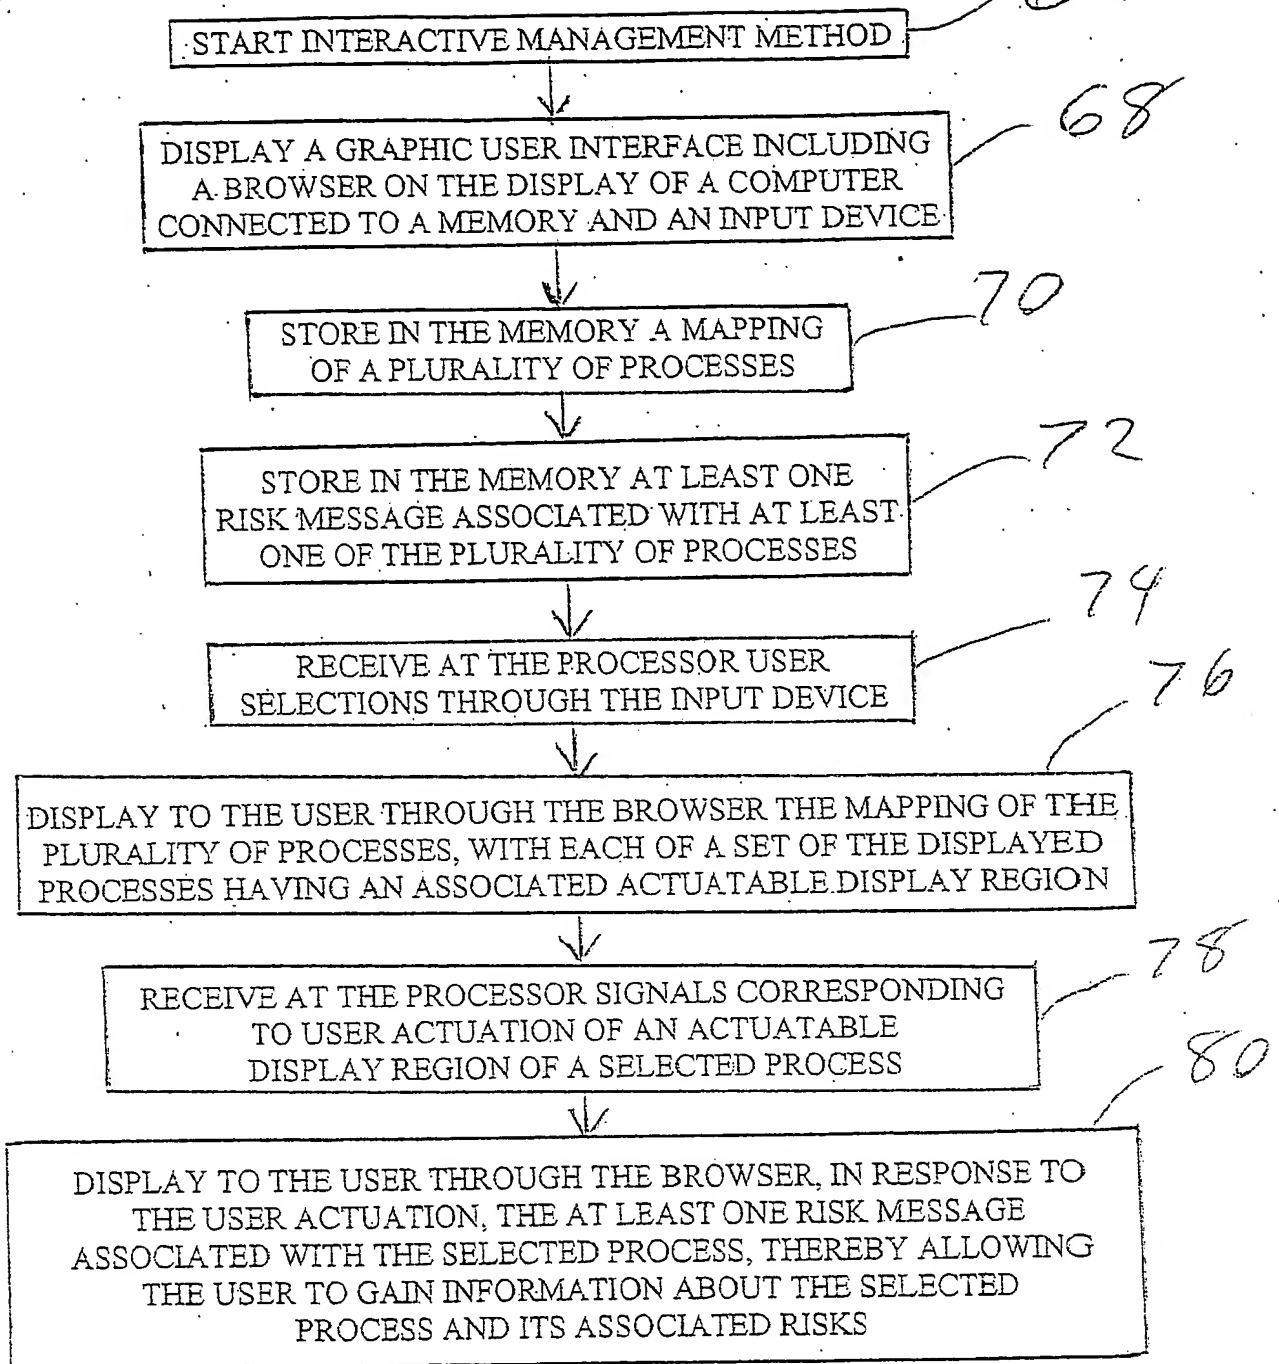 START INTERACTIVE MANAGEMENT METHOD
68
DISPLAY A GRAPHIC USER INTERFACE INCLUDING
A BROWSER ON THE DISPLAY OF A COMPUTER
CONNECTED TO A MEMORY AND AN INPUT DEVICE
70
STORE IN THE MEMORY A MAPPING
OF A PLURALITY OF PROCESSES
72
STORE IN THE MEMORY AT LEAST ONE
RISK MESSAGE ASSOCIATED WITH AT LEAST
ONE OF THE PLURALITY OF PROCESSES
74
RECEIVE AT THE PROCESSOR USER
SELECTIONS THROUGH THE INPUT DEVICE
76
DISPLAY TO THE USER THROUGH THE BROWSER THE MAPPING OF THE
PLURALITY OF PROCESSES, WITH EACH OF A SET OF THE DISPLAYED
PROCESSES HAVING AN ASSOCIATED ACTUATABLE DISPLAY REGION
78
RECEIVE AT THE PROCESSOR SIGNALS CORRESPONDING
TO USER ACTUATION OF AN ACTUATABLE
DISPLAY REGION OF A SELECTED PROCESS
80
DISPLAY TO THE USER THROUGH THE BROWSER, IN RESPONSE TO
THE USER ACTUATION, THE AT LEAST ONE RISK MESSAGE
ASSOCIATED WITH THE SELECTED PROCESS, THEREBY ALLOWING
THE USER TO GAIN INFORMATION ABOUT THE SELECTED
PROCESS AND ITS ASSOCIATED RISKS